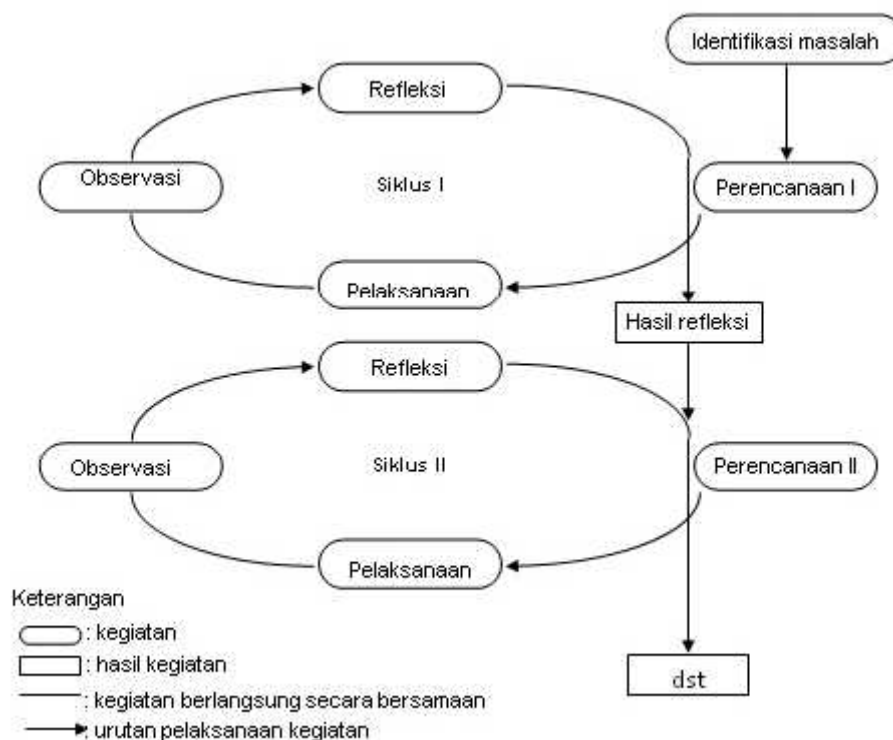 Identifikasi masalah
Refleksi
Observasi
Siklus I
Perencanaan I
Pelaksanaan
Hasil refleksi
Refleksi
Observasi
Siklus II
Perencanaan II
Pelaksanaan
Keterangan
: kegiatan
: hasil kegiatan
: kegiatan berlangsung secara bersamaan
: urutan pelaksanaan kegiatan
dst